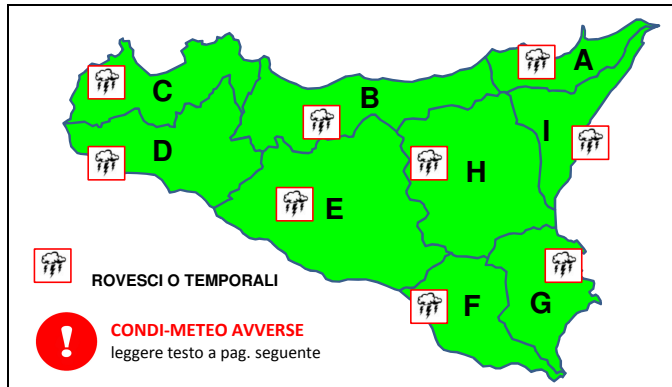 A
C
B
I
D
H
E
F
G
ROVESCI O TEMPORALI
!
CONDI-METEO AVVERSE
leggere testo a pag. seguente